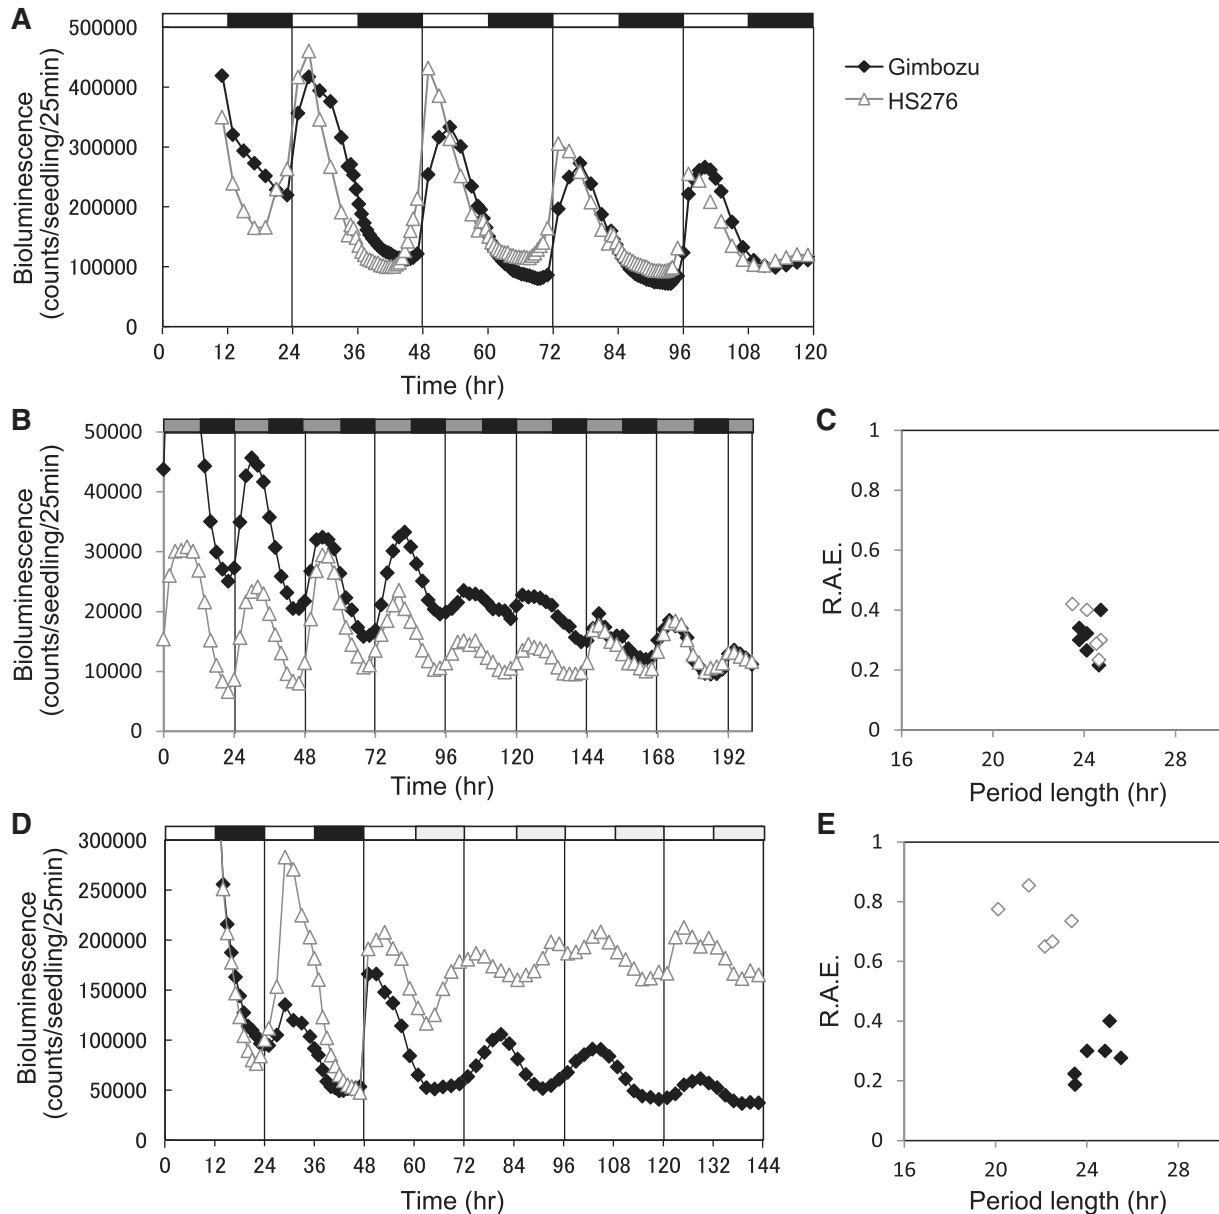 A
Bioluminescence
(counts/seedling/25min)
500000
400000
300000
200000
100000
0
0 12 24 36 48 60 72 84 96 108 120
Time (hr)
Gimbozu
HS276
B
Bioluminescence
(counts/seedling/25min)
50000
40000
30000
20000
10000
0
0 24 48 72 96 120 144 168 192
Time (hr)
C
R.A.E.
1
0.8
0.6
0.4
0.2
0
16 20 24 28
Period length (hr)
D
Bioluminescence
(counts/seedling/25min)
300000
250000
200000
150000
100000
50000
0
0 12 24 36 48 60 72 84 96 108 120 132 144
Time (hr)
E
R.A.E.
1
0.8
0.6
0.4
0.2
0
16 20 24 28
Period length (hr)